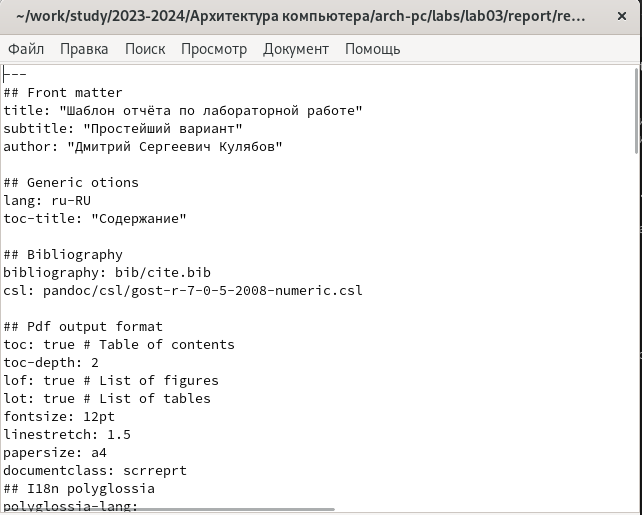 ~/work/study/2023-2024/Архитектура компьютера/arch-pc/labs/lab03/report/re...
Файл Правка Поиск Просмотр Документ Помощь
---
## Front matter
title: "Шаблон отчёта по лабораторной работе"
subtitle: "Простейший вариант"
author: "Дмитрий Сергеевич Кулябов"
## Generic otions
lang: ru-RU
toc-title: "Содержание"
## Bibliography
bibliography: bib/cite.bib
csl: pandoc/csl/gost-r-7-0-5-2008-numeric.csl
## Pdf output format
toc: true # Table of contents
toc-depth: 2
lof: true # List of figures
lot: true # List of tables
fontsize: 12pt
linestretch: 1.5
papersize: a4
documentclass: scrreprt
## I18n polyglossia
polyglossia-lang: